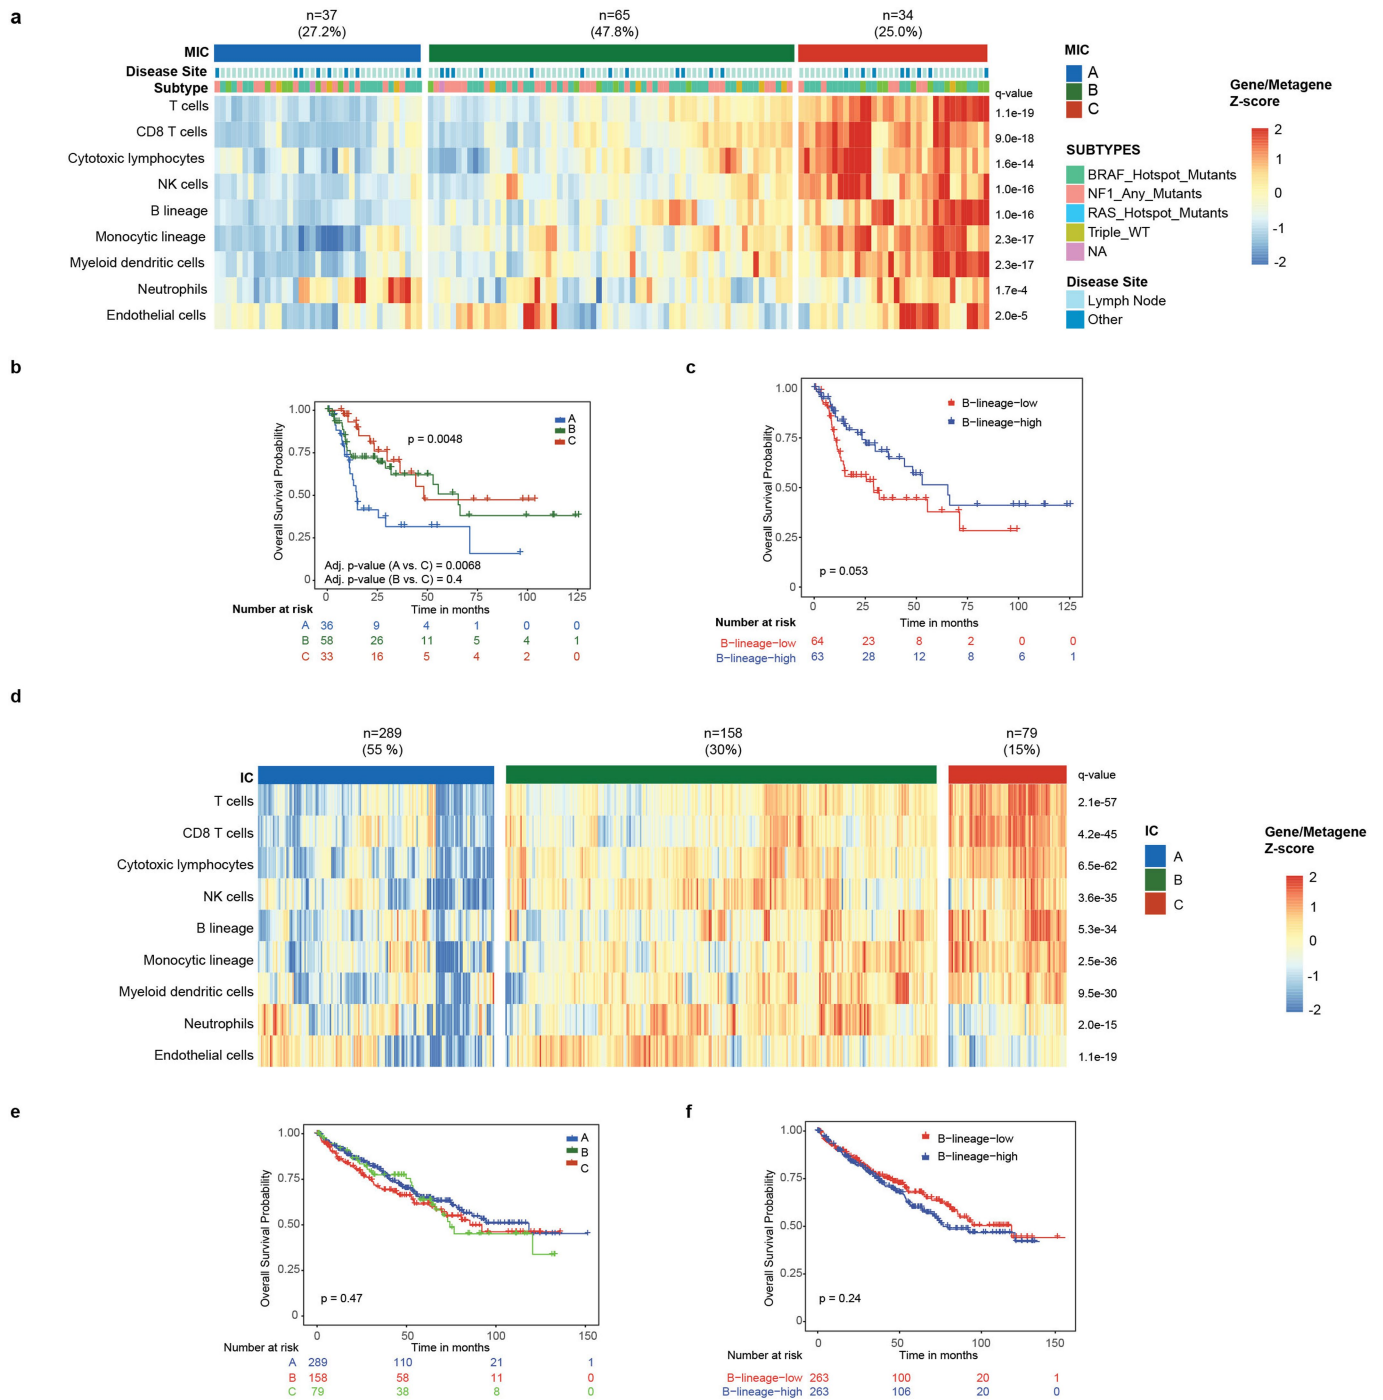 a
n=37
(27.2%)
n=65
(47.8%)
n=34
(25.0%)
MIC
Disease Site
Subtype
q-value
T cells 1.1e-19
CD8 T cells 9.0e-18
Cytotoxic lymphocytes 1.6e-14
NK cells 1.0e-16
B lineage 1.0e-16
Monocytic lineage 2.3e-17
Myeloid dendritic cells 2.3e-17
Neutrophils 1.7e-4
Endothelial cells 2.0e-5
MIC
A
B
C
SUBTYPES
BRAF_Hotspot_Mutants
NF1_Any_Mutants
RAS_Hotspot_Mutants
Triple_WT
NA
Disease Site
Lymph Node
Other
Gene/Metagene
Z-score
2
1
0
-1
-2
b
Overall Survival Probability
1.00
0.75
0.50
0.25
0
A
B
C
p = 0.0048
Adj. p-value (A vs. C) = 0.0068
Adj. p-value (B vs. C) = 0.4
0 25 50 75 100 125
Number at risk
Time in months
A 36 9 4 1 0 0
B 58 26 11 5 4 1
C 33 16 5 4 2 0
c
Overall Survival Probability
1.00
0.75
0.50
0.25
0
B-lineage-low
B-lineage-high
p = 0.053
0 25 50 75 100 125
Number at risk
Time in months
B-lineage-low 64 23 8 2 0 0
B-lineage-high 63 28 12 8 6 1
d
n=289
(55 %)
n=158
(30%)
n=79
(15%)
IC
q-value
T cells 2.1e-57
CD8 T cells 4.2e-45
Cytotoxic lymphocytes 6.5e-62
NK cells 3.6e-35
B lineage 5.3e-34
Monocytic lineage 2.5e-36
Myeloid dendritic cells 9.5e-30
Neutrophils 2.0e-15
Endothelial cells 1.1e-19
IC
A
B
C
Gene/Metagene
Z-score
2
1
0
-1
-2
e
Overall Survival Probability
1.00
0.75
0.50
0.25
0
A
B
C
p = 0.47
0 50 100 150
Number at risk
Time in months
A 289 110 21 1
B 158 58 11 0
C 79 38 8 0
f
Overall Survival Probability
1.00
0.75
0.50
0.25
0
B-lineage-low
B-lineage-high
p = 0.24
0 50 100 150
Number at risk
Time in months
B-lineage-low 263 100 20 1
B-lineage-high 263 106 20 0